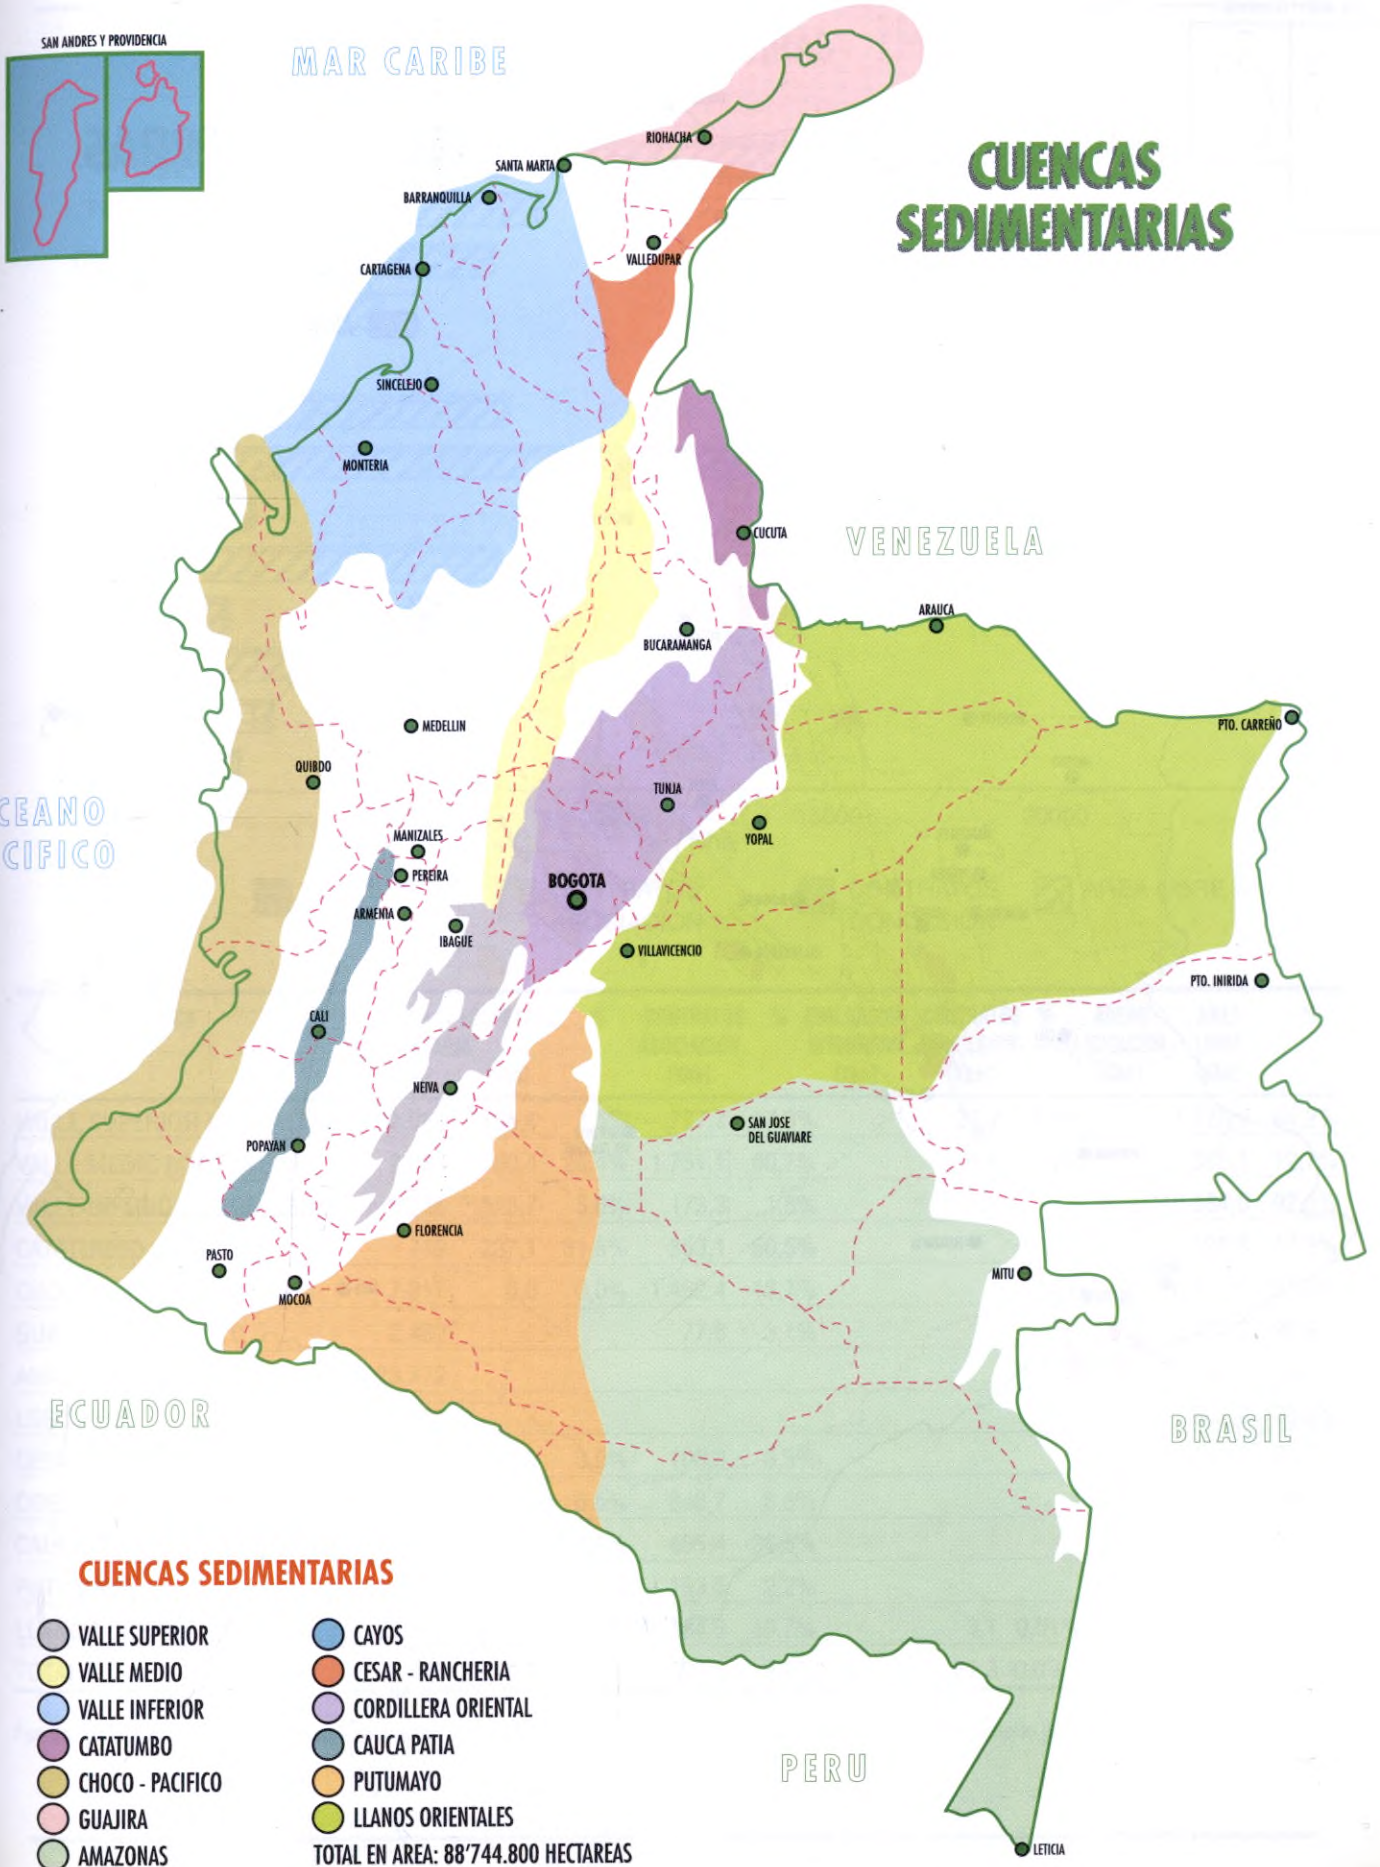 SAN ANDRES Y PROVIDENCIA
MAR CARIBE
CUENCAS
SEDIMENTARIAS
RIOHACHA
SANTA MARTA
BARRANQUILLA
VALLEDUPAR
CARTAGENA
SINCELEJO
MONTERIA
CUCUTA
VENEZUELA
ARAUCA
BUCARAMANGA
MEDELLIN
PTO. CARREÑO
QUIBDO
TUNJA
CEANO
CIFICO
YOPAL
MANIZALES
PEREIRA
BOGOTA
ARMENIA
IBAGUE
VILLAVICENCIO
PTO. INIRIDA
CALI
NEIVA
SAN JOSE
DEL GUAVIARE
POPAYAN
FLORENCIA
PASTO
MOCOA
MITU
ECUADOR
BRASIL
CUENCAS SEDIMENTARIAS
VALLE SUPERIOR
VALLE MEDIO
VALLE INFERIOR
CATATUMBO
CHOCO - PACIFICO
GUAJIRA
AMAZONAS
CAYOS
CESAR - RANCHERIA
CORDILLERA ORIENTAL
CAUCA PATIA
PUTUMAYO
LLANOS ORIENTALES
TOTAL EN AREA: 88'744.800 HECTAREAS
PERU
LETICIA